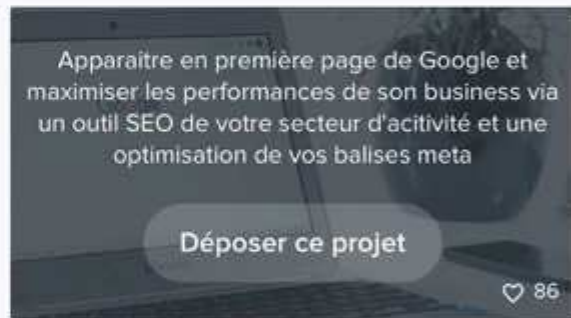 Apparaitre en première page de Google et
maximiser les performances de son business via
un outil SEO de votre secteur d'acitivité et une
optimisation de vos balises meta
Déposer ce projet
86